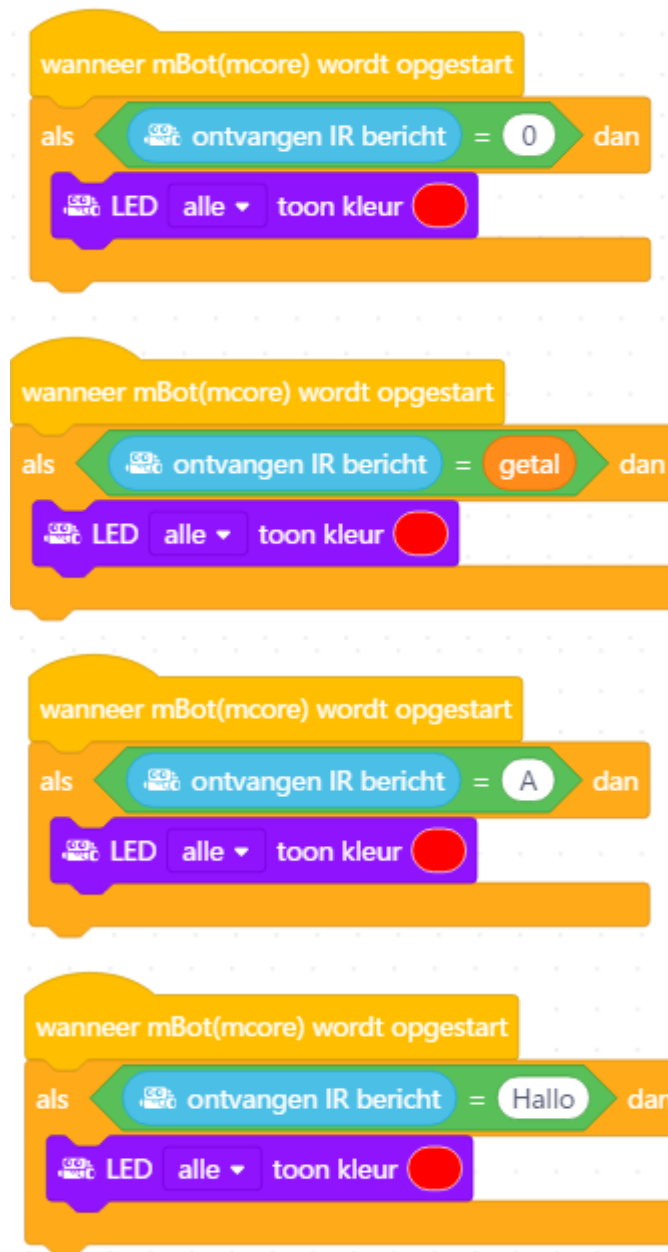 wanneer mBot(mcore) wordt opgestart
als ontvangen IR bericht = 0 dan
LED alle toon kleur
wanneer mBot(mcore) wordt opgestart
als ontvangen IR bericht = getal dan
LED alle toon kleur
wanneer mBot(mcore) wordt opgestart
als ontvangen IR bericht = A dan
LED alle toon kleur
wanneer mBot(mcore) wordt opgestart
als ontvangen IR bericht = Hallo dan
LED alle toon kleur